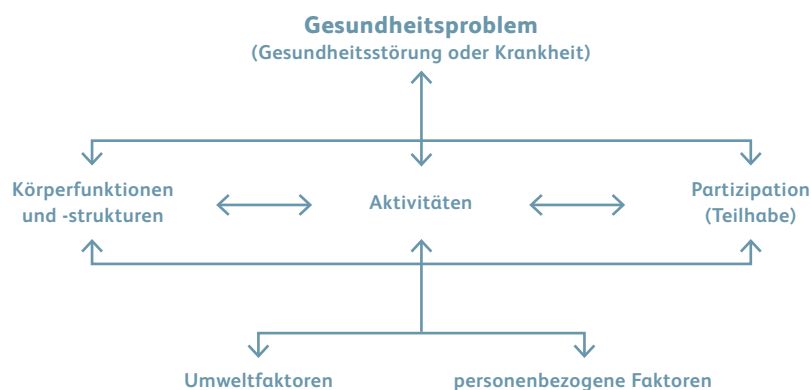 Gesundheitsproblem
(Gesundheitsstörung oder Krankheit)
Körperfunktionen
und -strukturen
Aktivitäten
Partizipation
(Teilhabe)
Umweltfaktoren
personenbezogene Faktoren